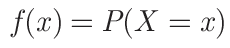 f(x) = P(X = x)